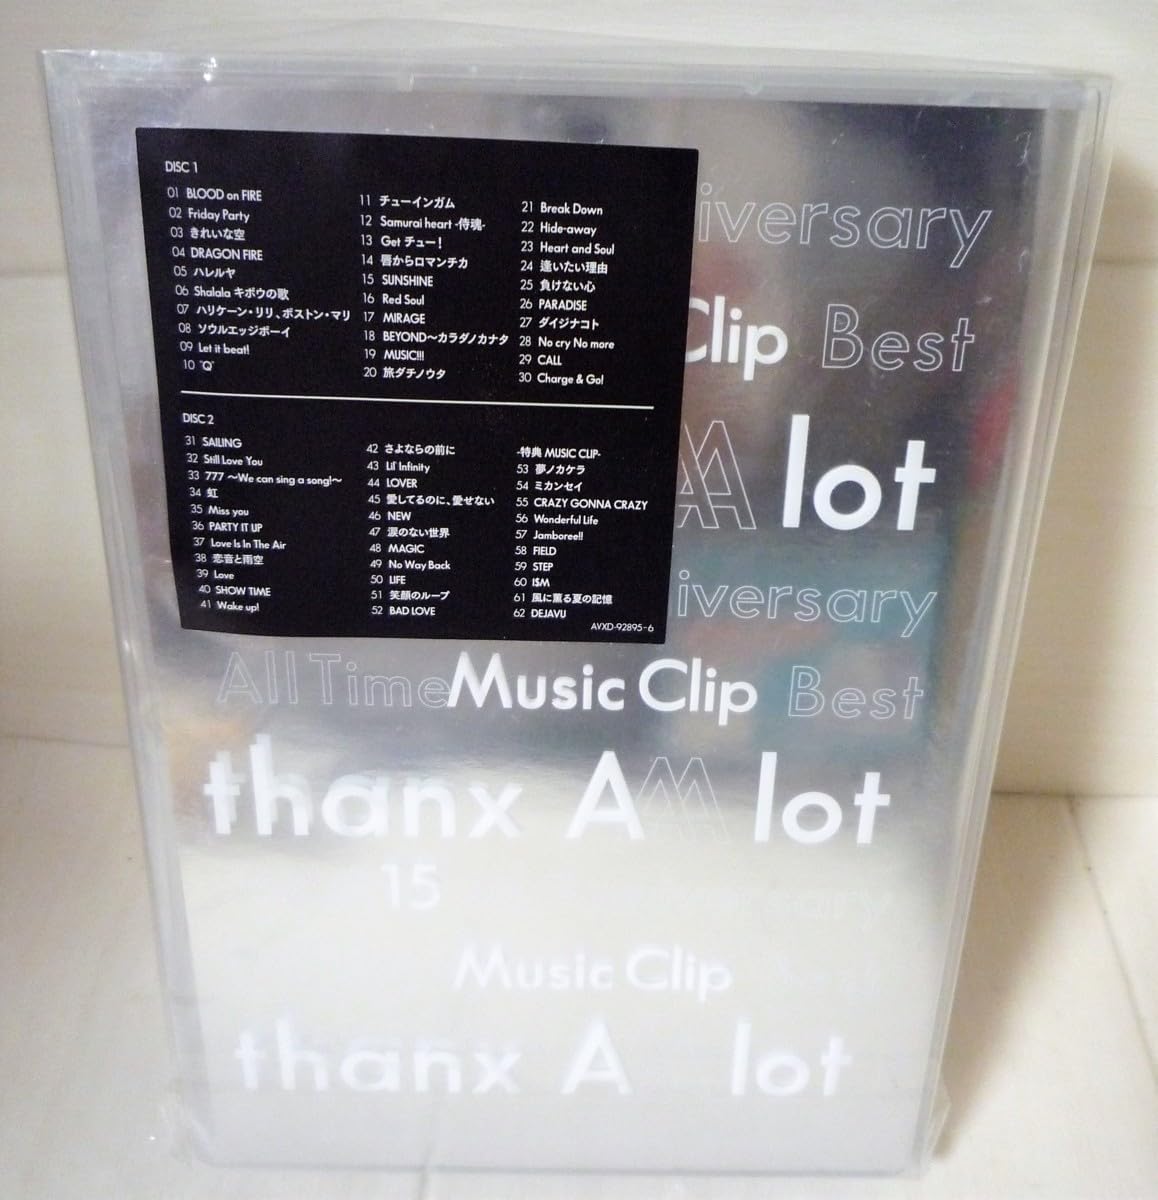 DISC 1
01 BLOOD on FIRE
02 Friday Party
03 きれいな空
04 DRAGON FIRE
05 ハレルヤ
06 Shalala キボウの歌
07 ハリケーン・リリ、ボストン・マリ
08 ソウルエッジボーイ
09 Let it beat!
10 "Q"
11 チューインガム
12 Samurai heart -侍魂-
13 Get チュー!
14 唇からロマンチカ
15 SUNSHINE
16 Red Soul
17 MIRAGE
18 BEYOND～カラダノカナタ
19 MUSIC!!!
20 旅ダチノウタ
21 Break Down
22 Hide-away
23 Heart and Soul
24 逢いたい理由
25 負けない心
26 PARADISE
27 ダイジナコト
28 No cry No more
29 CALL
30 Charge & Go!
DISC 2
31 SAILING
32 Still Love You
33 777 ～We can sing a song!～
34 虹
35 Miss you
36 PARTY IT UP
37 Love Is In The Air
38 恋音と雨空
39 Love
40 SHOW TIME
41 Wake up!
42 さよならの前に
43 Lil' Infinity
44 LOVER
45 愛してるのに、愛せない
46 NEW
47 涙のない世界
48 MAGIC
49 No Way Back
50 LIFE
51 笑顔のループ
52 BAD LOVE
-特典 MUSIC CLIP-
53 夢ノカケラ
54 ミカンセイ
55 CRAZY GONNA CRAZY
56 Wonderful Life
57 Jamboree!!
58 FIELD
59 STEP
60 I$M
61 風に薫る夏の記憶
62 DEJAVU
AVXD-92895-6
iversary
Clip Best
lot
iversary
All Time Music Clip Best
thanx AAA lot
15
Music Clip
thanx A lot